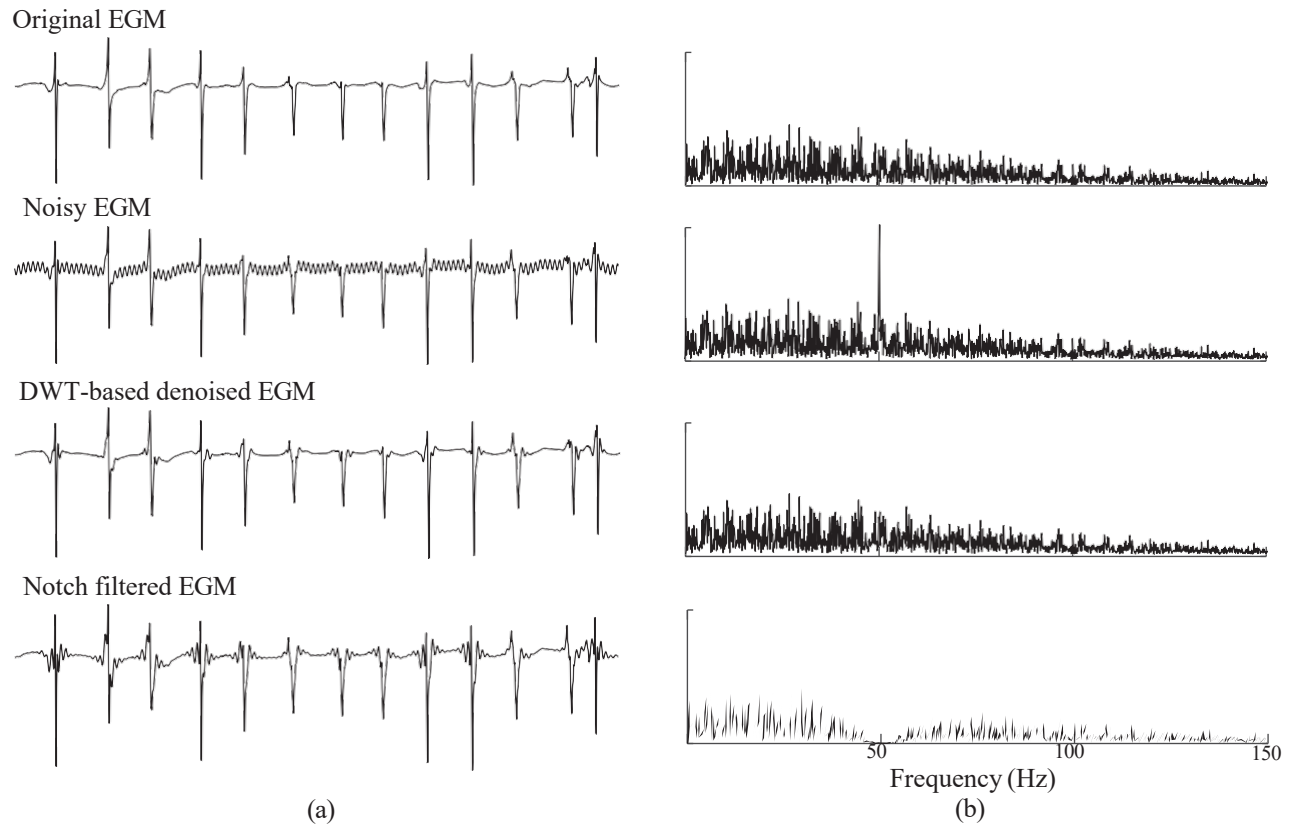 Original EGM
Noisy EGM
DWT-based denoised EGM
Notch filtered EGM
50 100 150
Frequency (Hz)
(a) (b)